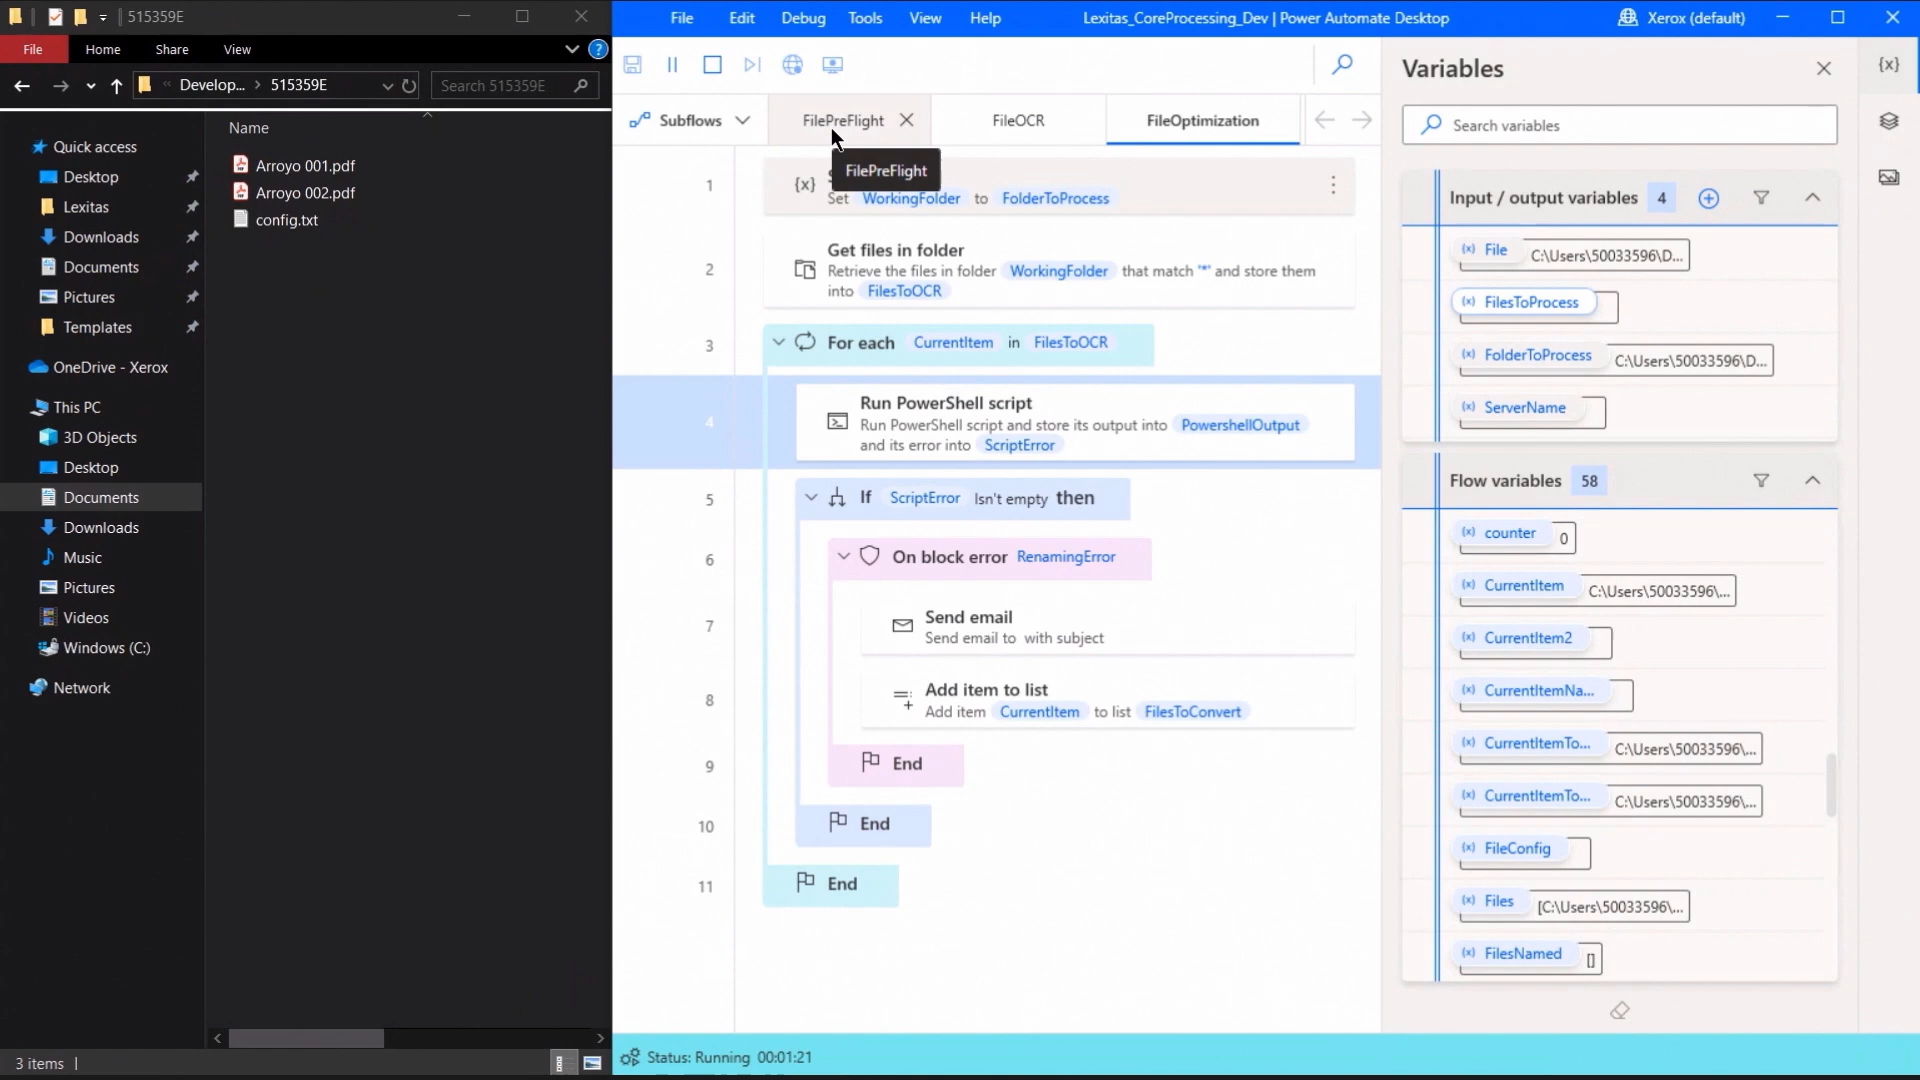 515359E
File Home Share View
Develop... > 515359E
Search 515359E
Quick access
Desktop
Lexitas
Downloads
Documents
Pictures
Templates
OneDrive - Xerox
This PC
3D Objects
Desktop
Documents
Downloads
Music
Pictures
Videos
Windows (C:)
Network
Name
Arroyo 001.pdf
Arroyo 002.pdf
config.txt
3 items
File Edit Debug Tools View Help
Lexitas_CoreProcessing_Dev | Power Automate Desktop
Xerox (default)
Subflows
FilePreFlight
FileOCR
FileOptimization
FilePreFlight
1
Set WorkingFolder to FolderToProcess
2
Get files in folder
Retrieve the files in folder WorkingFolder that match '*' and store them
into FilesToOCR
3
For each CurrentItem in FilesToOCR
4
Run PowerShell script
Run PowerShell script and store its output into PowershellOutput
and its error into ScriptError
5
If ScriptError Isn't empty then
6
On block error RenamingError
7
Send email
Send email to with subject
8
Add item to list
Add item CurrentItem to list FilesToConvert
9
End
10
End
11
End
Status: Running 00:01:21
Variables
{x}
Search variables
Input / output variables 4
File C:\Users\50033596\D...
FilesToProcess
FolderToProcess C:\Users\50033596\D...
ServerName
Flow variables 58
counter 0
CurrentItem C:\Users\50033596\...
CurrentItem2
CurrentItemNa...
CurrentItemTo... C:\Users\50033596\...
CurrentItemTo... C:\Users\50033596\...
FileConfig
Files [C:\Users\50033596\...
FilesNamed []